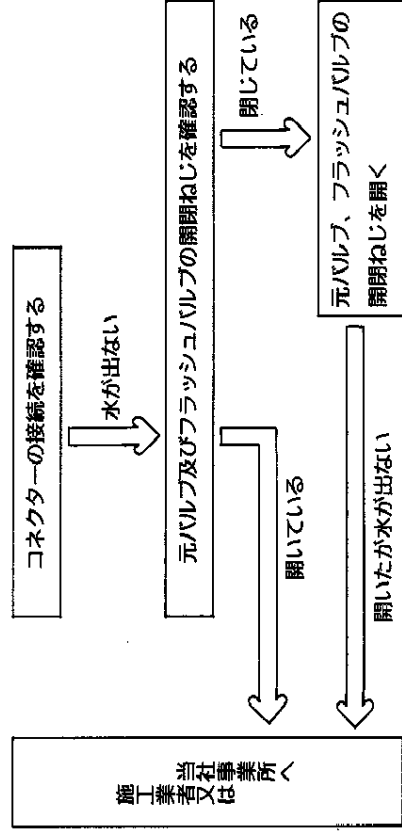 コネクターの接続を確認する
水が出ない
元バルブ及びフラッシュバルブの開閉ねじを確認する
閉じている
開いている
元バルブ、フラッシュバルブの
開閉ねじを開く
開いたが水が出ない
施工業者又は
当社事業所へ